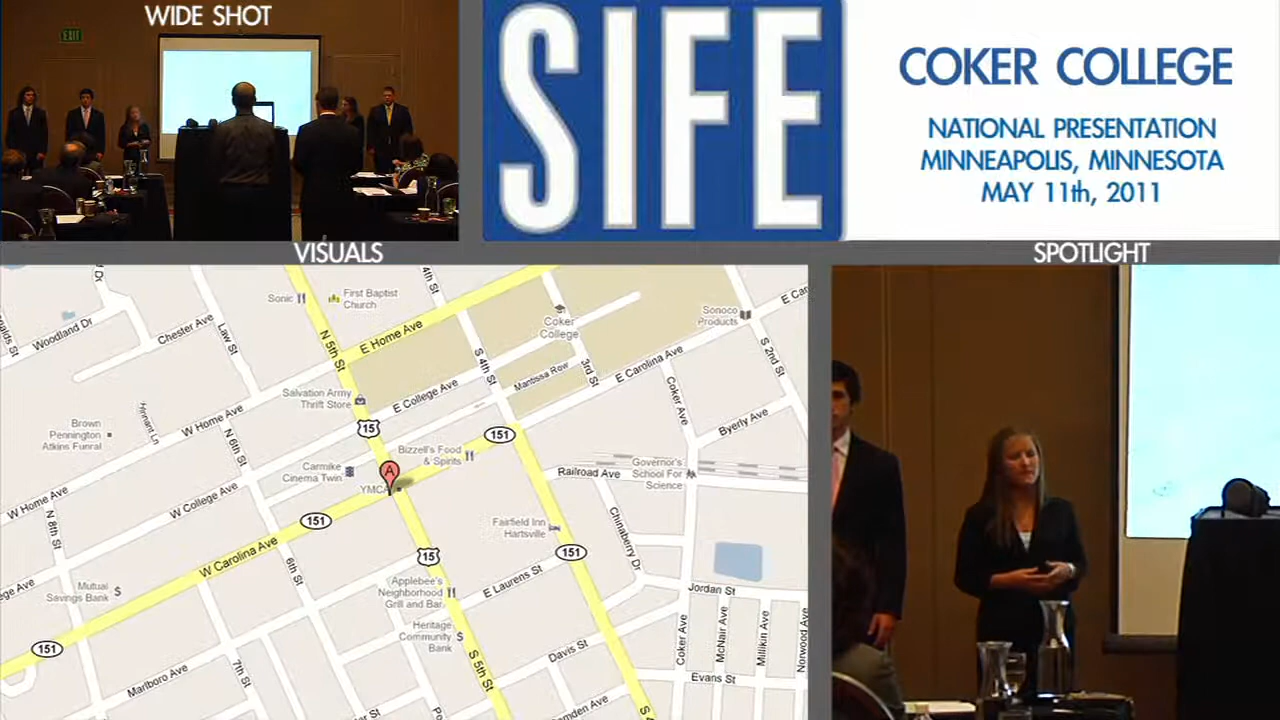 WIDE SHOT
EXIT
SIFE
COKER COLLEGE
NATIONAL PRESENTATION
MINNEAPOLIS, MINNESOTA
MAY 11th, 2011
VISUALS
SPOTLIGHT
Sonic
First Baptist
Church
4th St
Coker
College
Sonoco
Products
E Car
Woodland Dr
Chester Ave
Law St
N 5th St
E Home Ave
S 4th St
Mantissa Row
3rd St
E Carolina Ave
S 2nd St
Salvation Army
Thrift Store
E College Ave
W Home Ave
Hinnant Ln
Brown
Pennington
Atkins Funral
N 6th St
15
151
Coker Ave
Byerly Ave
Bizzell's Food
& Spirits
Carmike
Cinema Twin
A
YMCA
Railroad Ave
Governor's
School For
Science
W Home Ave
W College Ave
N 8th St
151
Fairfield Inn
Hartsville
Chinaberry Dr
W Carolina Ave
15
151
6th St
Mutual
Savings Bank
Applebee's
Neighborhood
Grill and Bar
E Laurens St
Jordan St
Heritage
Community
Bank
151
Coker Ave
McNair Ave
Millikin Ave
Norwood Ave
Marlboro Ave
7th St
S 5th St
Davis St
Evans St